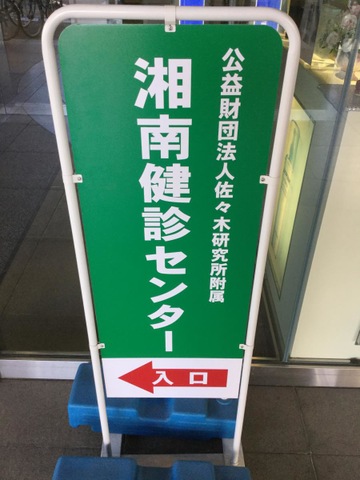 公益財団法人佐々木研究所附属
湘南健診センター
入口